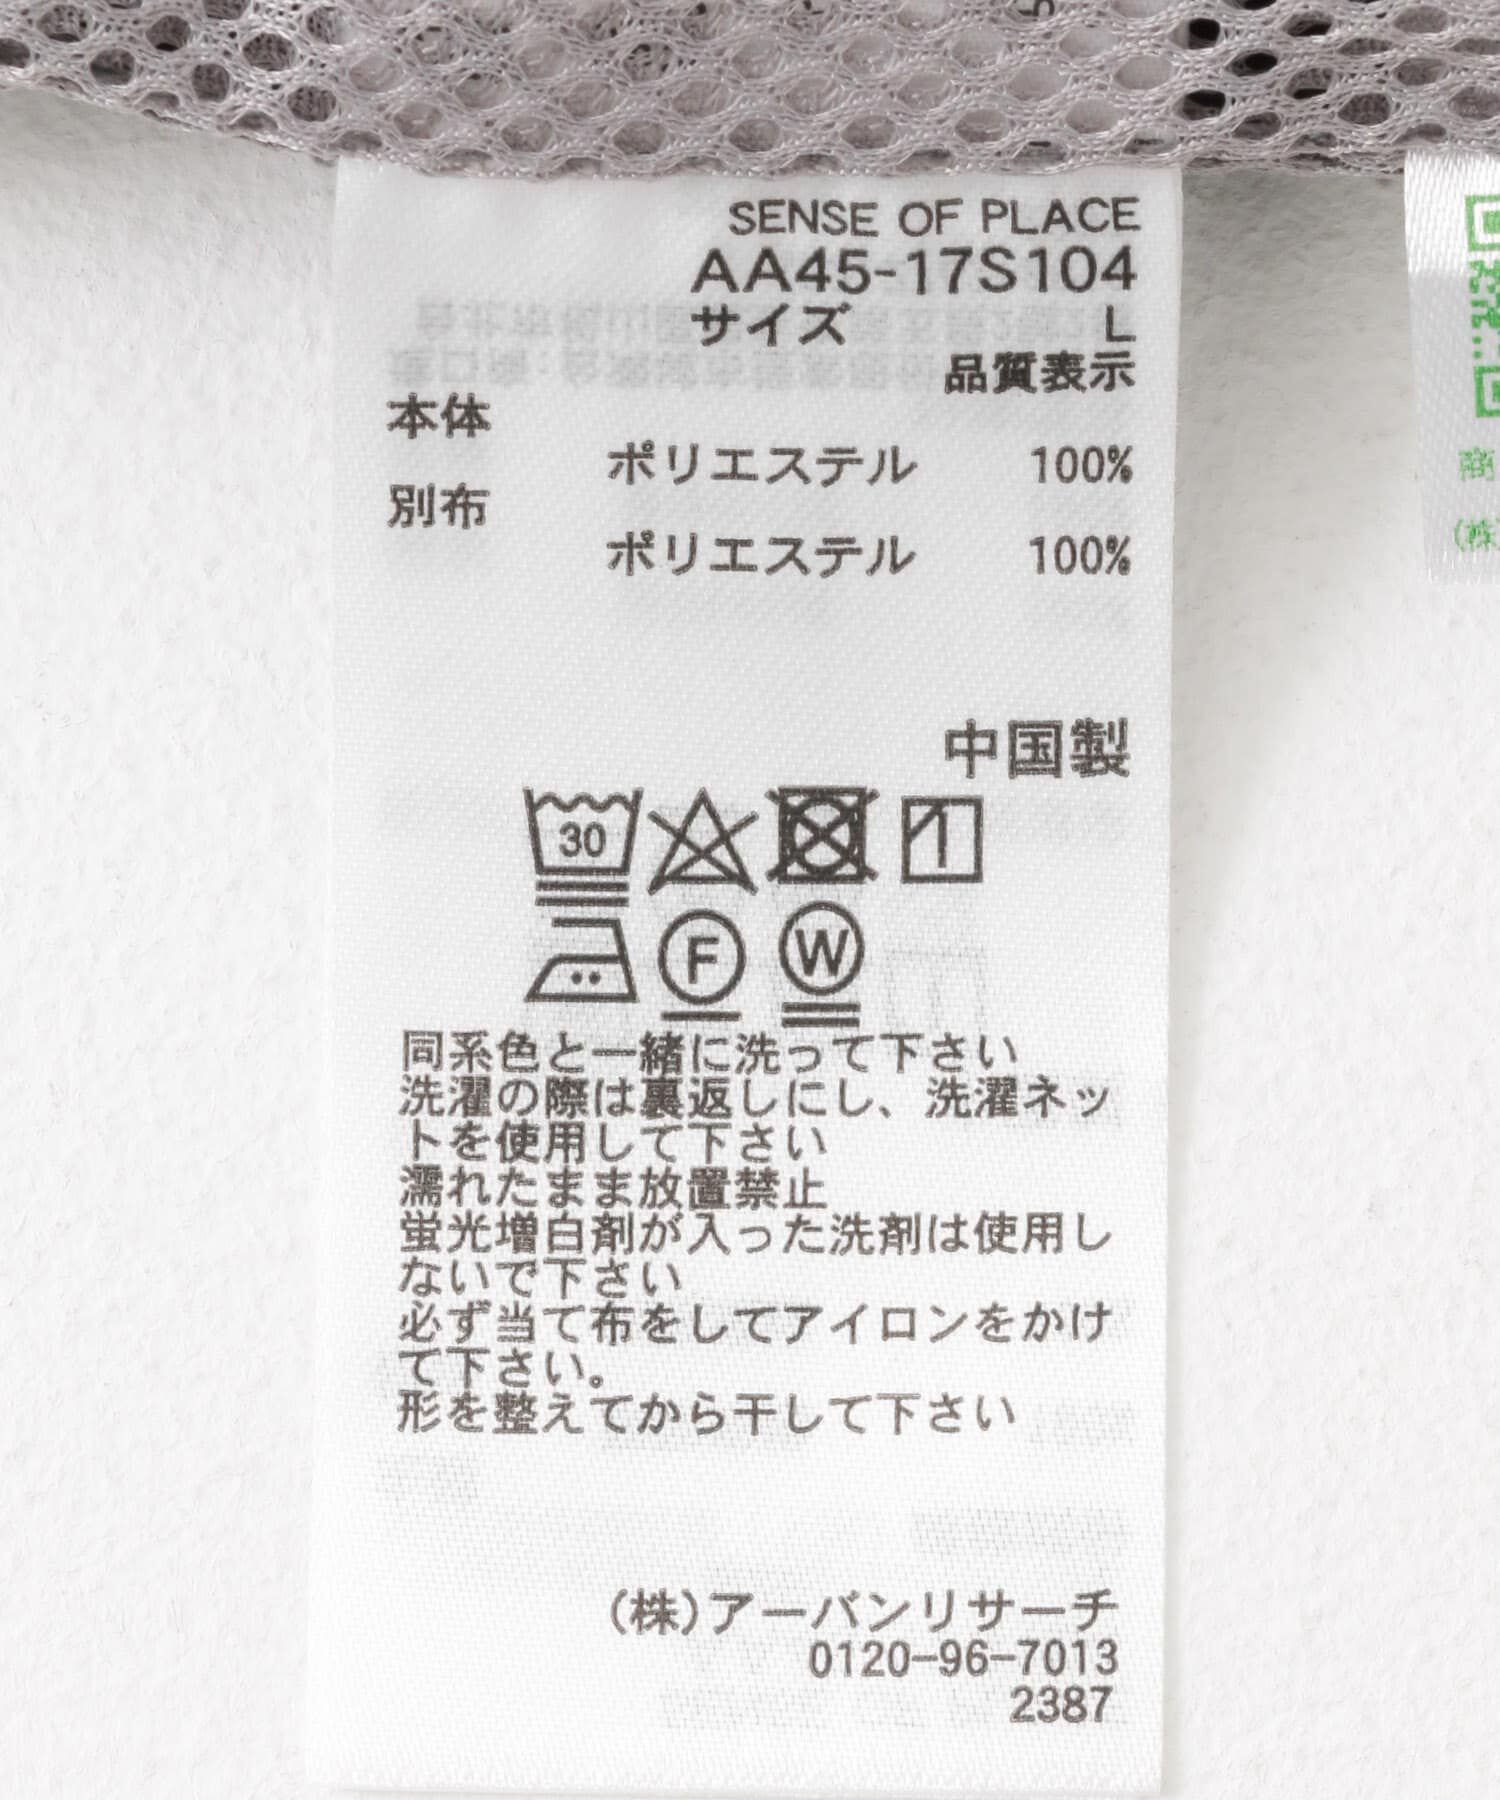 SENSE OF PLACE
AA45-17S104
サイズ L
品質表示
本体
ポリエステル 100%
別布
ポリエステル 100%
中国製
30
F
W
同系色と一緒に洗って下さい
洗濯の際は裏返しにし、洗濯ネッ
トを使用して下さい
濡れたまま放置禁止
蛍光増白剤が入った洗剤は使用し
ないで下さい
必ず当て布をしてアイロンをかけ
て下さい。
形を整えてから干して下さい
(株)アーバンリサーチ
0120-96-7013
2387
商
(株)